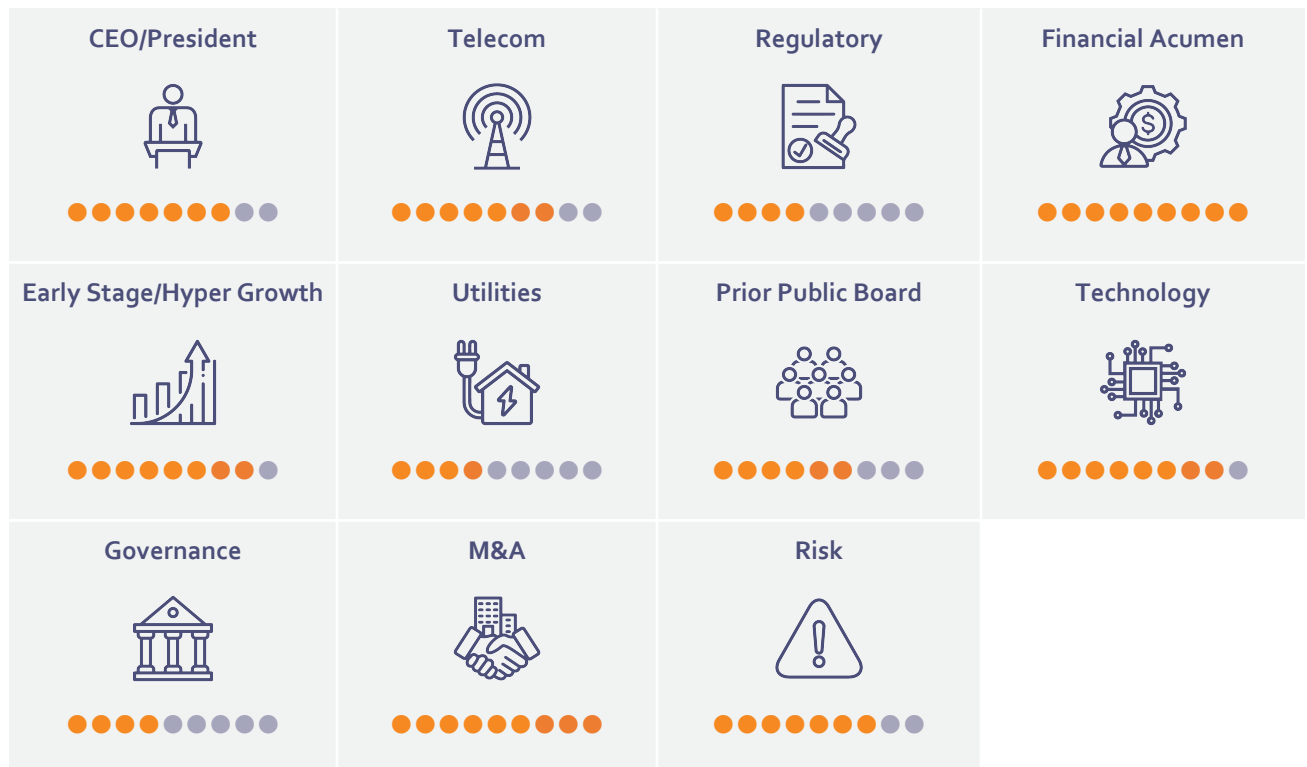 CEO/President
Telecom
Regulatory
Financial Acumen
$
Early Stage/Hyper Growth
Utilities
Prior Public Board
Technology
Governance
M&A
Risk
!